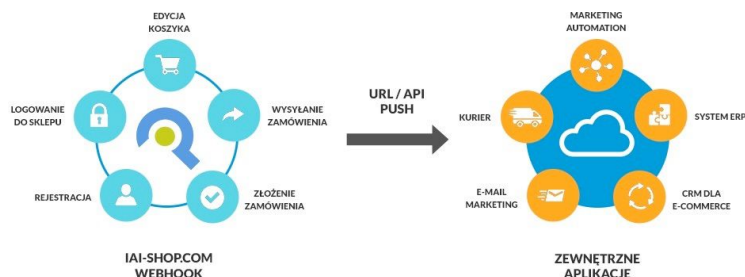 EDYCJA
KOSZYKA
LOGOWANIE
DO SKLEPU
WYSYŁANIE
ZAMÓWIENIA
REJESTRACJA
ZŁOŻENIE
ZAMÓWIENIA
IAI-SHOP.COM
WEBHOOK
URL / API
PUSH
MARKETING
AUTOMATION
KURIER
SYSTEM ERP
E-MAIL
MARKETING
CRM DLA
E-COMMERCE
ZEWNĘTRZNE
APLIKACJE